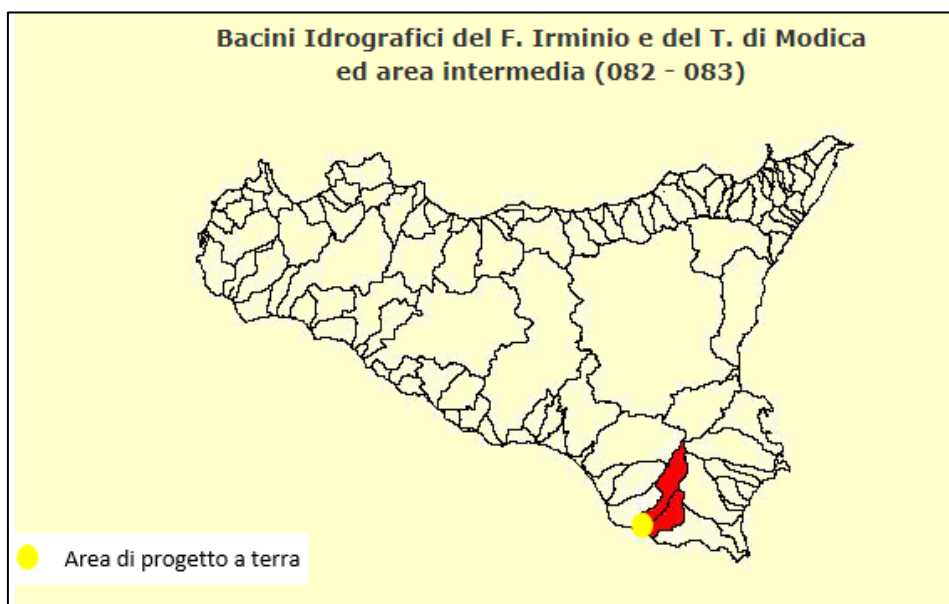 Bacini Idrografici del F. Irminio e del T. di Modica
ed area intermedia (082 - 083)
Area di progetto a terra